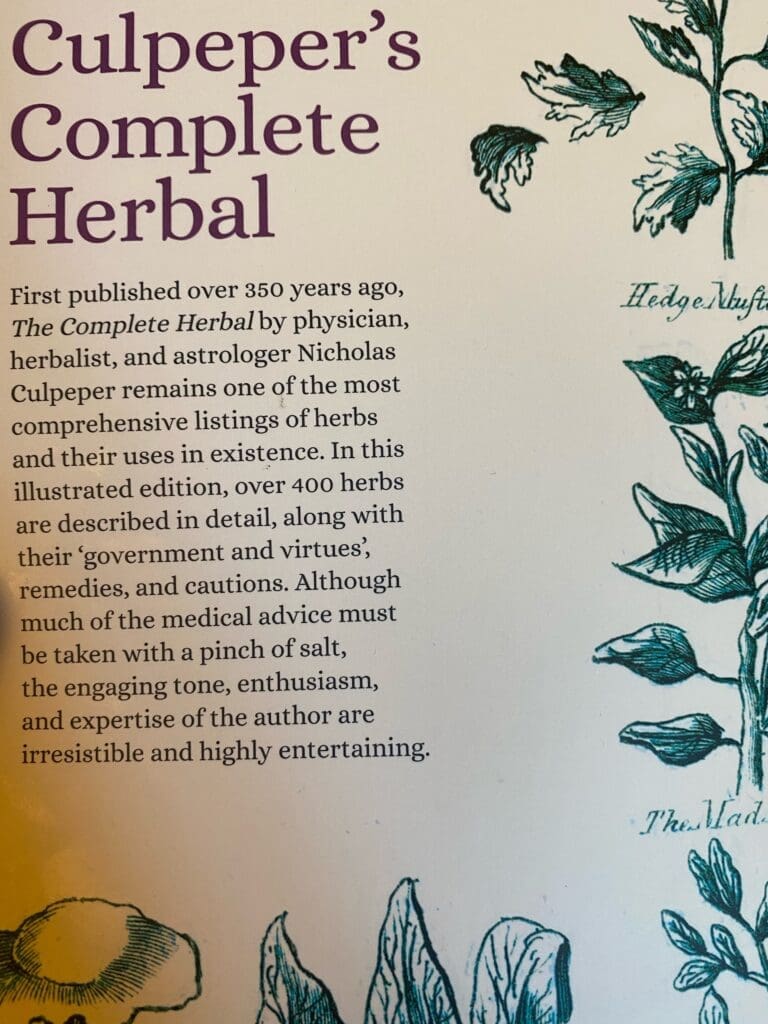 Culpeper's
Complete
Herbal
First published over 350 years ago,
The Complete Herbal by physician,
herbalist, and astrologer Nicholas
Culpeper remains one of the most
comprehensive listings of herbs
and their uses in existence. In this
illustrated edition, over 400 herbs
are described in detail, along with
their ‘government and virtues’,
remedies, and cautions. Although
much of the medical advice must
be taken with a pinch of salt,
the engaging tone, enthusiasm,
and expertise of the author are
irresistible and highly entertaining.
Hedge
The